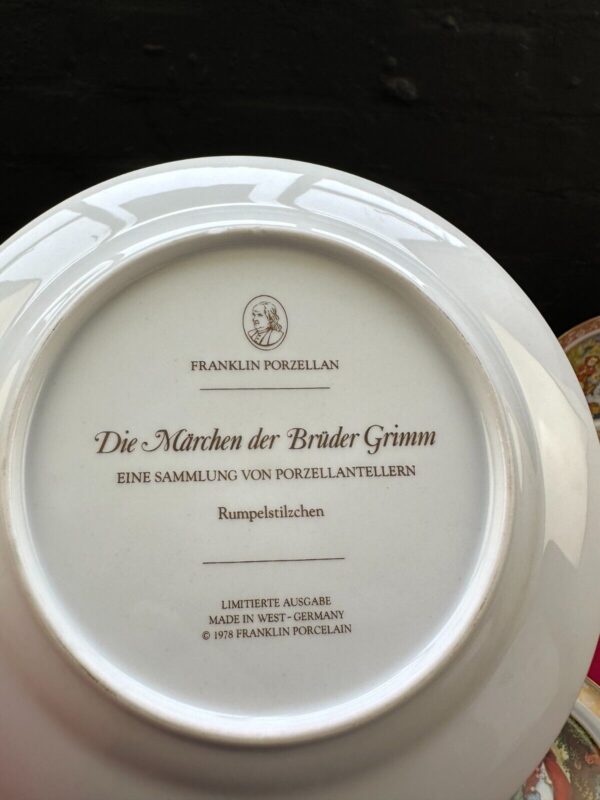 FRANKLIN PORZELLAN
Die Märchen der Brüder Grimm
EINE SAMMLUNG VON PORZELLANTELLERN
Rumpelstilzchen
LIMITIERTE AUSGABE
MADE IN WEST-GERMANY
© 1978 FRANKLIN PORCELAIN